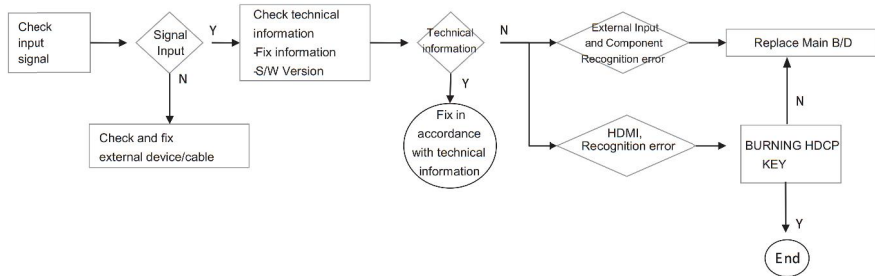 Check
input
signal
Signal
Input
Y
N
Check and fix
external device/cable
Check technical
information
-Fix information
-S/W Version
Technical
information
N
Y
Fix in
accordance
with technical
information
External Input
and Component
Recognition error
Replace Main B/D
HDMI,
Recognition error
N
BURNING HDCP
KEY
Y
End